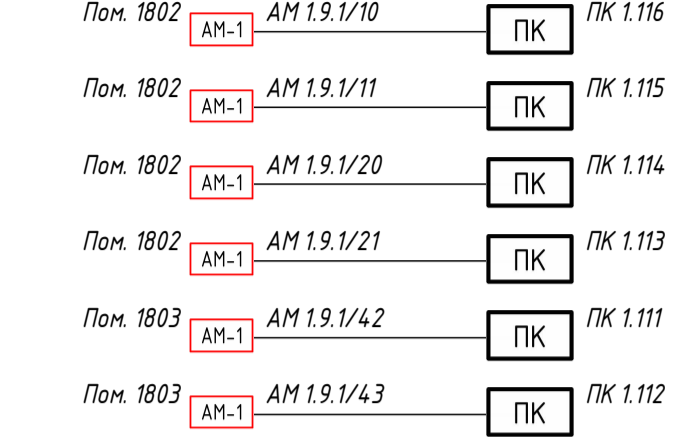 Пом. 1802 АМ-1 АМ 1.9.1/10 ПК ПК 1.116
Пом. 1802 АМ-1 АМ 1.9.1/11 ПК ПК 1.115
Пом. 1802 АМ-1 АМ 1.9.1/20 ПК ПК 1.114
Пом. 1802 АМ-1 АМ 1.9.1/21 ПК ПК 1.113
Пом. 1803 АМ-1 АМ 1.9.1/42 ПК ПК 1.111
Пом. 1803 АМ-1 АМ 1.9.1/43 ПК ПК 1.112